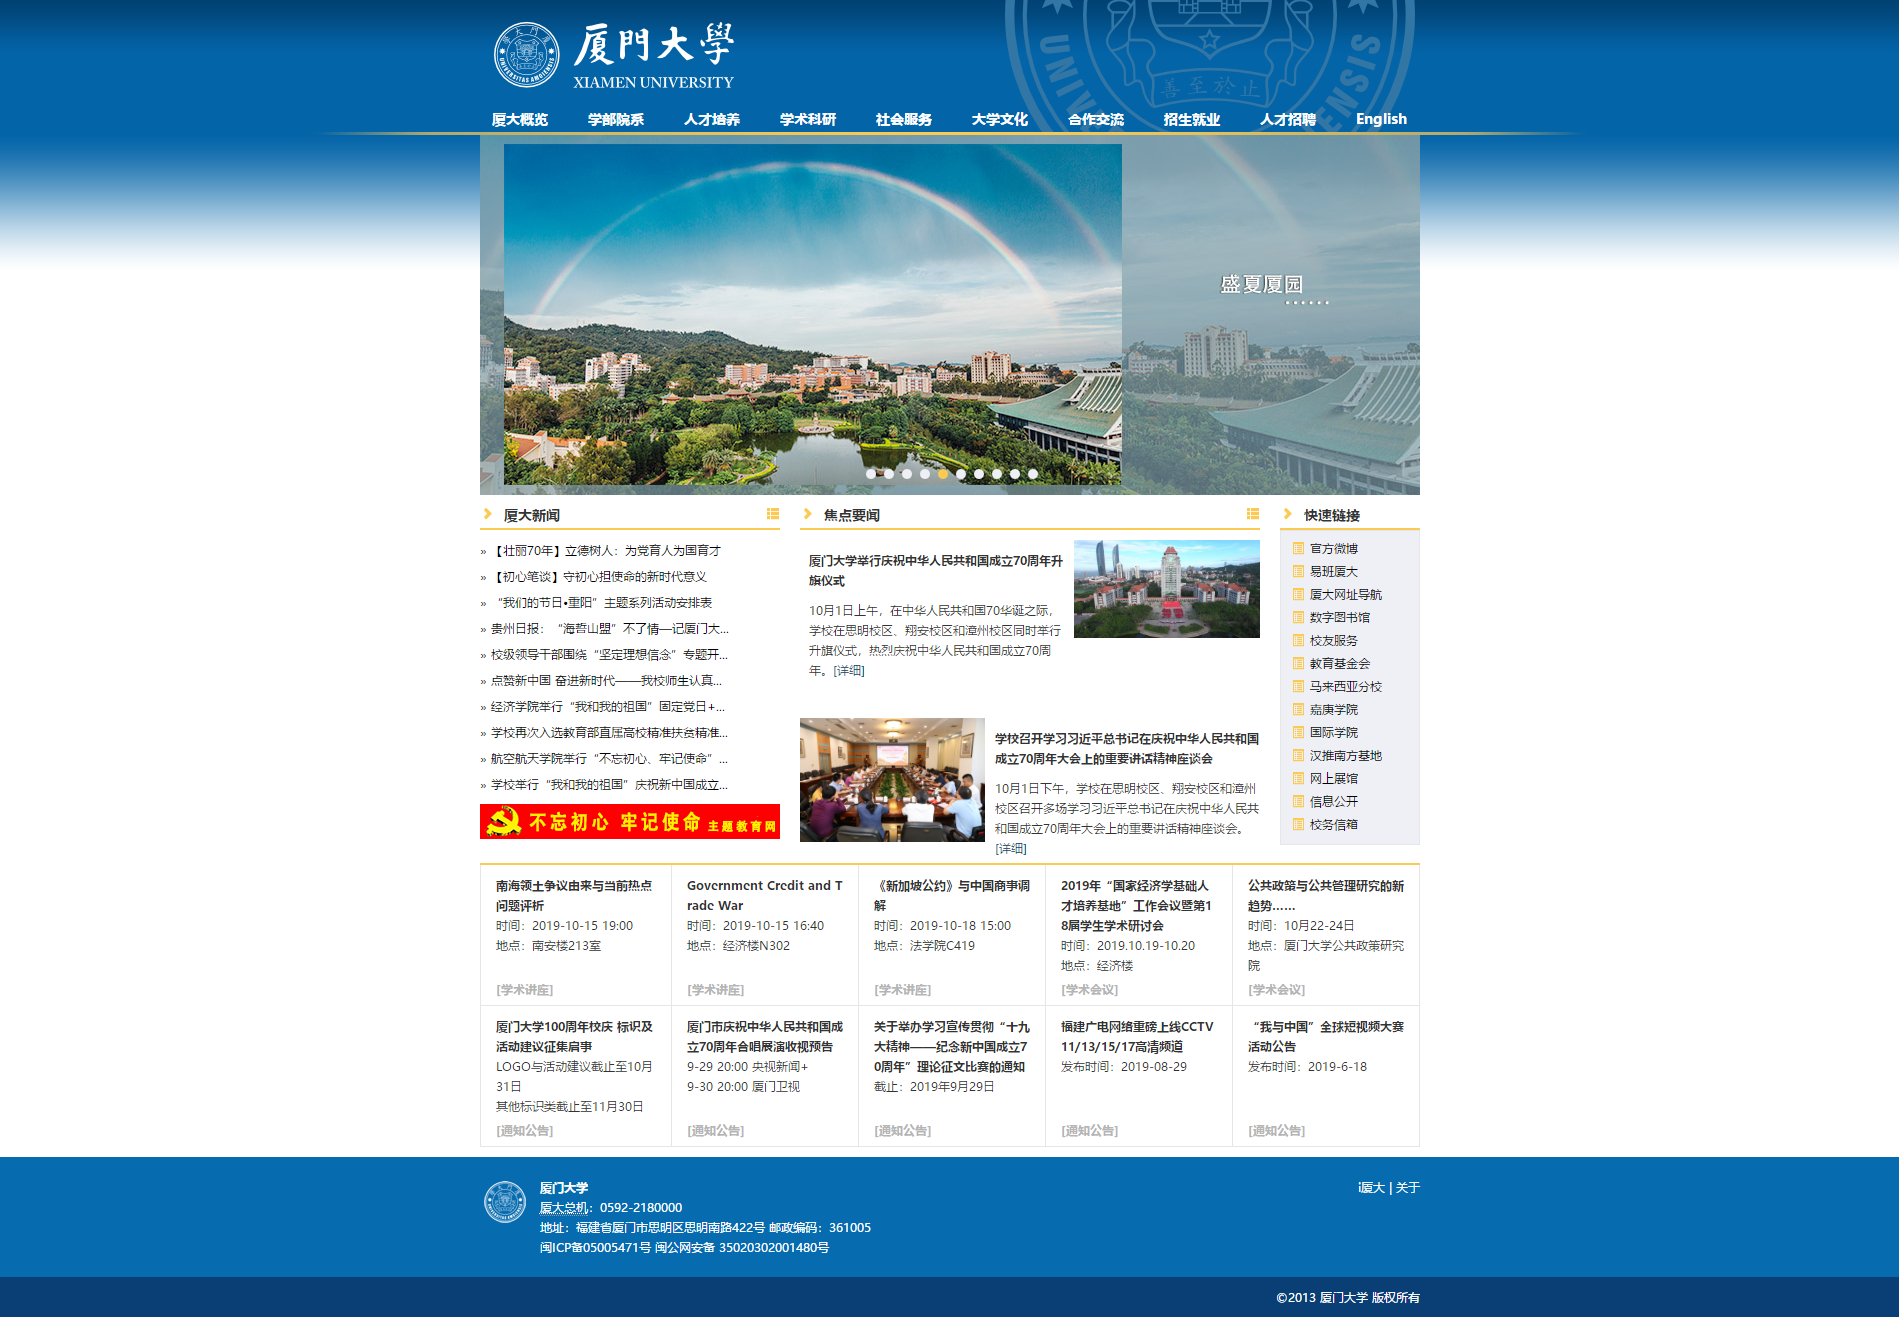 厦門大學
XIAMEN UNIVERSITY
厦大概览 学部院系 人才培养 学术科研 社会服务 大学文化 合作交流 招生就业 人才招聘 English
盛夏厦园
······
厦大新闻
» 【壮丽70年】立德树人：为党育人为国育才
» 【初心笔谈】守初心担使命的新时代意义
» “我们的节日•重阳”主题系列活动安排表
» 贵州日报：“海誓山盟”不了情—记厦门大...
» 校级领导干部围绕“坚定理想信念”专题开...
» 点赞新中国 奋进新时代——我校师生认真...
» 经济学院举行“我和我的祖国”固定党日+...
» 学校再次入选教育部直属高校精准扶贫精准...
» 航空航天学院举行“不忘初心、牢记使命”...
» 学校举行“我和我的祖国”庆祝新中国成立...
不忘初心 牢记使命 主题教育网
焦点要闻
厦门大学举行庆祝中华人民共和国成立70周年升
旗仪式
10月1日上午，在中华人民共和国70华诞之际，
学校在思明校区、翔安校区和漳州校区同时举行
升旗仪式，热烈庆祝中华人民共和国成立70周
年。[详细]
学校召开学习习近平总书记在庆祝中华人民共和国
成立70周年大会上的重要讲话精神座谈会
10月1日下午，学校在思明校区、翔安校区和漳州
校区召开多场学习习近平总书记在庆祝中华人民共
和国成立70周年大会上的重要讲话精神座谈会。
[详细]
快速链接
官方微博
易班厦大
厦大网址导航
数字图书馆
校友服务
教育基金会
马来西亚分校
嘉庚学院
国际学院
汉推南方基地
网上展馆
信息公开
校务信箱
南海领土争议由来与当前热点
问题评析
时间：2019-10-15 19:00
地点：南安楼213室
[学术讲座]
Government Credit and T
rade War
时间：2019-10-15 16:40
地点：经济楼N302
[学术讲座]
《新加坡公约》与中国商事调
解
时间：2019-10-18 15:00
地点：法学院C419
[学术讲座]
2019年“国家经济学基础人
才培养基地”工作会议暨第1
8届学生学术研讨会
时间：2019.10.19-10.20
地点：经济楼
[学术会议]
公共政策与公共管理研究的新
趋势……
时间：10月22-24日
地点：厦门大学公共政策研究
院
[学术会议]
厦门大学100周年校庆 标识及
活动建议征集启事
LOGO与活动建议截止至10月
31日
其他标识类截止至11月30日
[通知公告]
厦门市庆祝中华人民共和国成
立70周年合唱展演收视预告
9-29 20:00 央视新闻+
9-30 20:00 厦门卫视
[通知公告]
关于举办学习宣传贯彻“十九
大精神——纪念新中国成立7
0周年”理论征文比赛的通知
截止：2019年9月29日
[通知公告]
福建广电网络重磅上线CCTV
11/13/15/17高清频道
发布时间：2019-08-29
[通知公告]
“我与中国”全球短视频大赛
活动公告
发布时间：2019-6-18
[通知公告]
厦门大学
厦大总机：0592-2180000
地址：福建省厦门市思明区思明南路422号 邮政编码：361005
闽ICP备05005471号 闽公网安备 35020302001480号
i厦大 | 关于
©2013 厦门大学 版权所有